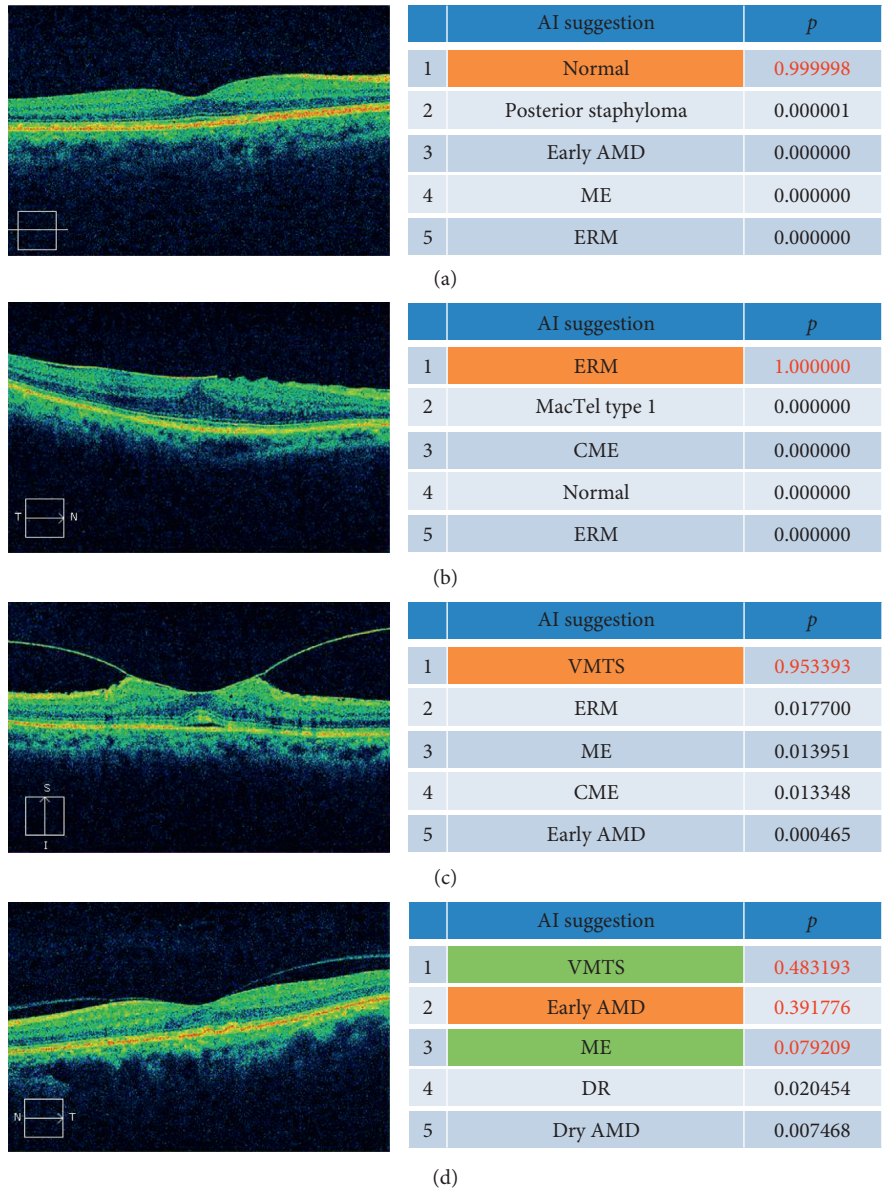 AI suggestion p
1 Normal 0.999998
2 Posterior staphyloma 0.000001
3 Early AMD 0.000000
4 ME 0.000000
5 ERM 0.000000
(a)
AI suggestion p
1 ERM 1.000000
2 MacTel type 1 0.000000
3 CME 0.000000
4 Normal 0.000000
5 ERM 0.000000
T N
(b)
AI suggestion p
1 VMTS 0.953393
2 ERM 0.017700
3 ME 0.013951
4 CME 0.013348
5 Early AMD 0.000465
S
I
(c)
AI suggestion p
1 VMTS 0.483193
2 Early AMD 0.391776
3 ME 0.079209
4 DR 0.020454
5 Dry AMD 0.007468
N T
(d)